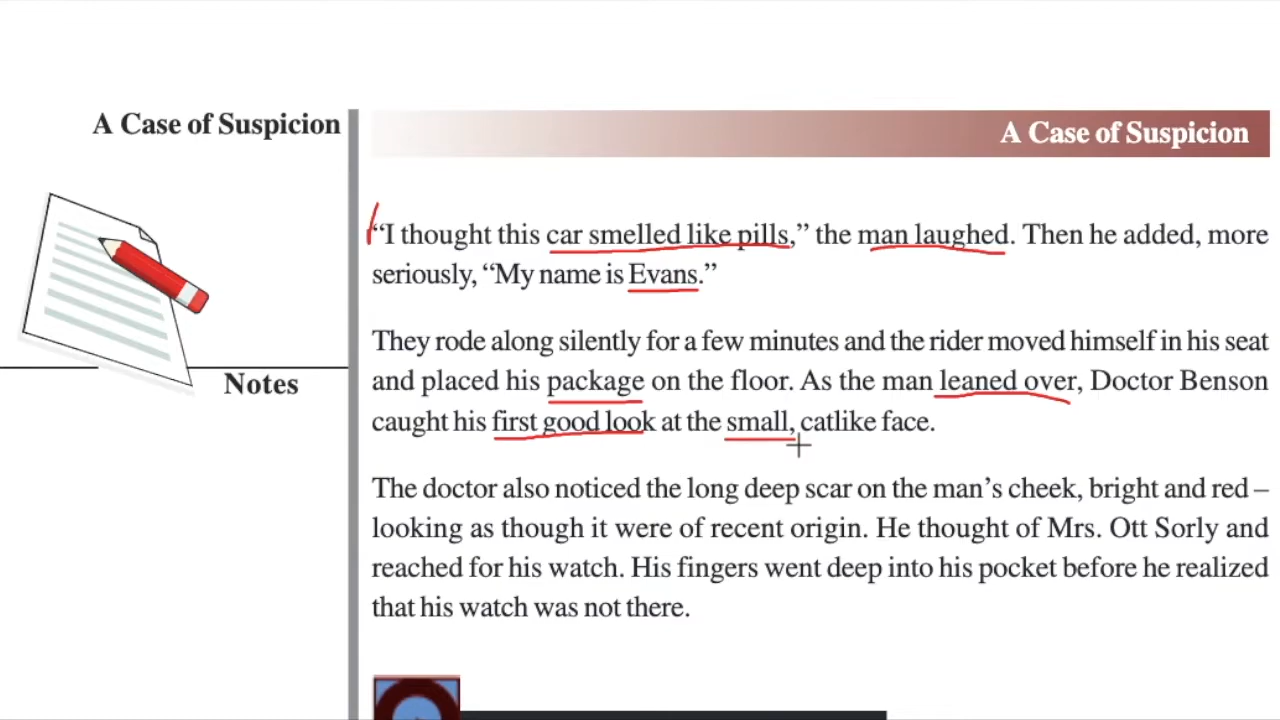 A Case of Suspicion
A Case of Suspicion
“I thought this car smelled like pills,” the man laughed. Then he added, more
seriously, “My name is Evans.”
They rode along silently for a few minutes and the rider moved himself in his seat
and placed his package on the floor. As the man leaned over, Doctor Benson
caught his first good look at the small, catlike face.
Notes
The doctor also noticed the long deep scar on the man’s cheek, bright and red –
looking as though it were of recent origin. He thought of Mrs. Ott Sorly and
reached for his watch. His fingers went deep into his pocket before he realized
that his watch was not there.